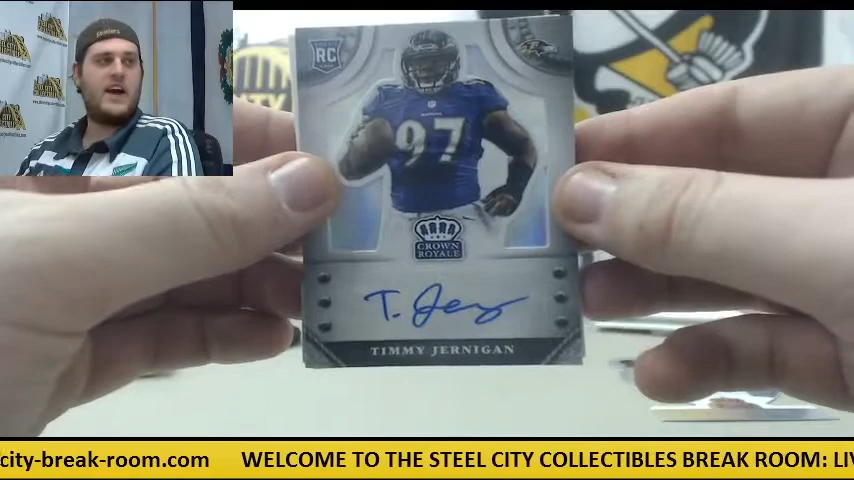 RC
97
CROWN
ROYALE
T. Jer
TIMMY JERNIGAN
city-break-room.com WELCOME TO THE STEEL CITY COLLECTIBLES BREAK ROOM: LIV